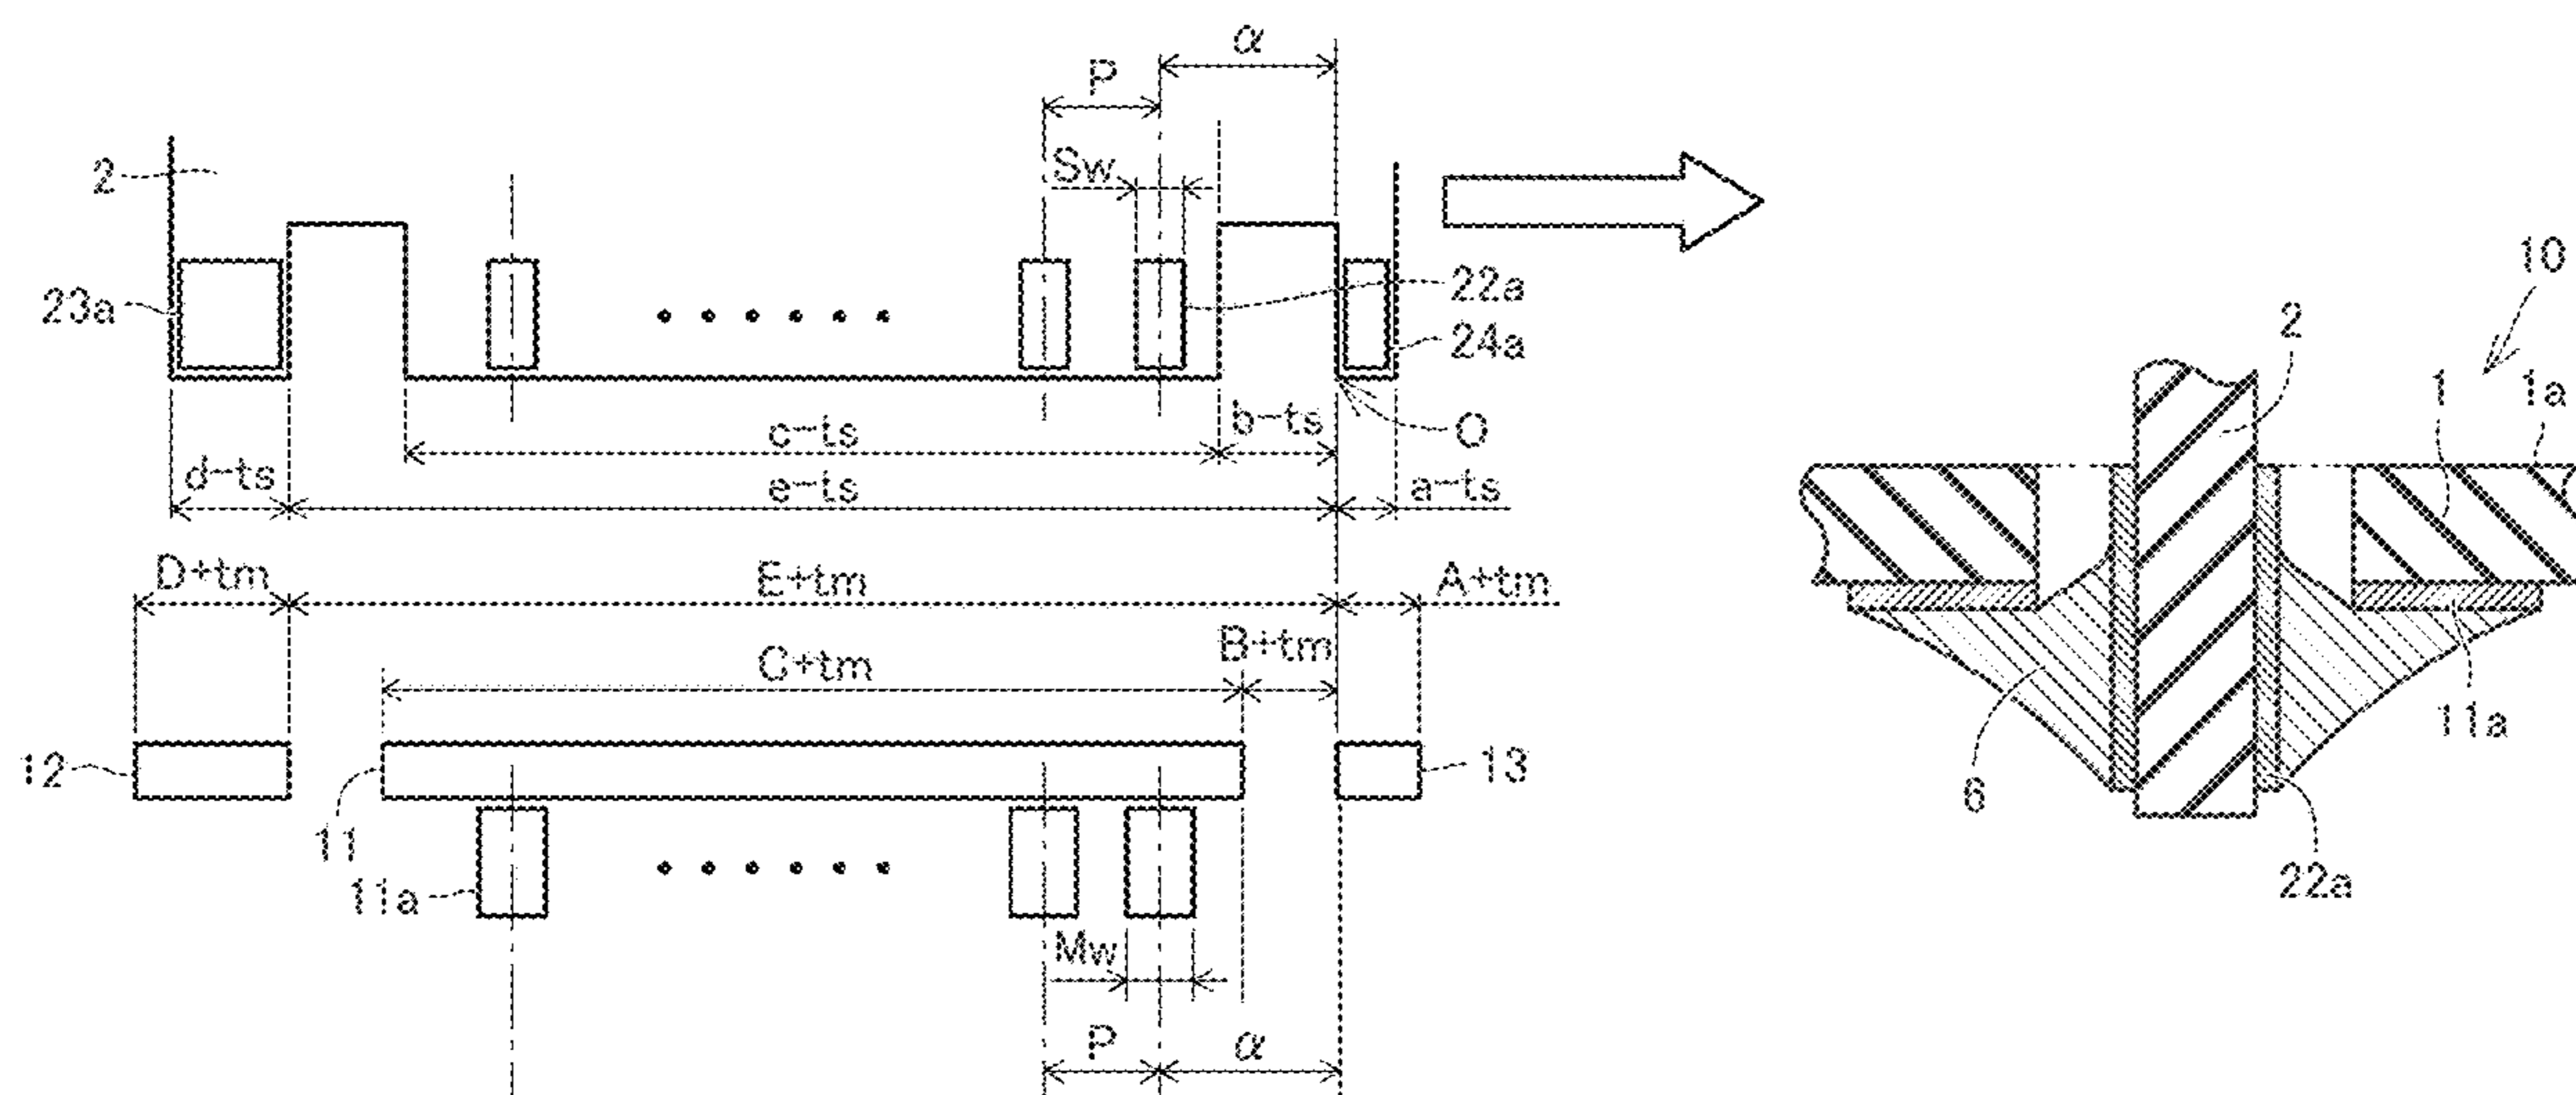 α
P
2
Sw
23a
22a
24a
O
c-ts
b-ts
d-ts
e-ts
a-ts
D+tm
E+tm
A+tm
C+tm
B+tm
12
11
13
11a
Mw
P
α
10
2
1
1a
6
11a
22a